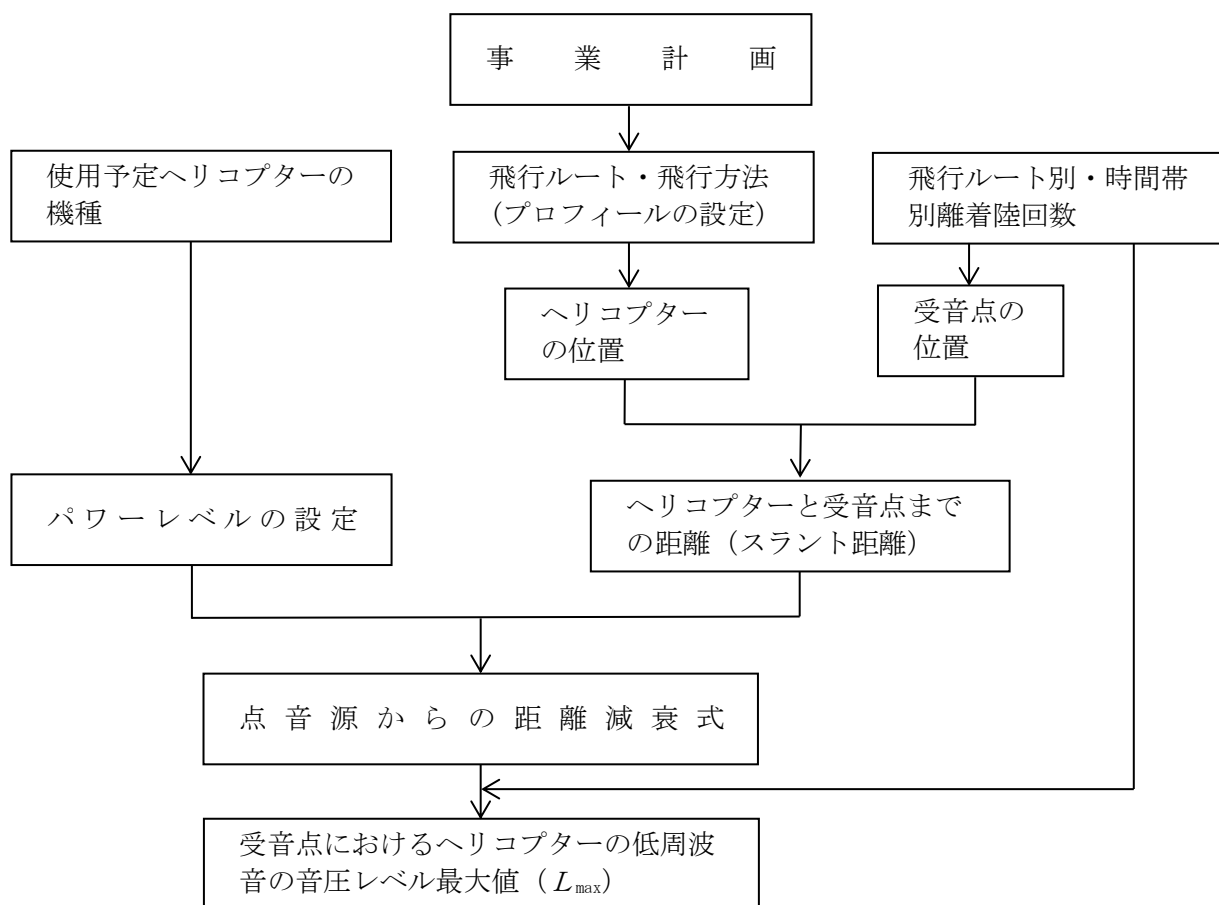 事業計画
使用予定ヘリコプターの
機種
飛行ルート・飛行方法
（プロフィールの設定）
飛行ルート別・時間帯
別離着陸回数
ヘリコプター
の位置
受音点の
位置
パワーレベルの設定
ヘリコプターと受音点まで
の距離（スラント距離）
点音源からの距離減衰式
受音点におけるヘリコプターの低周波
音の音圧レベル最大値（Lmax）